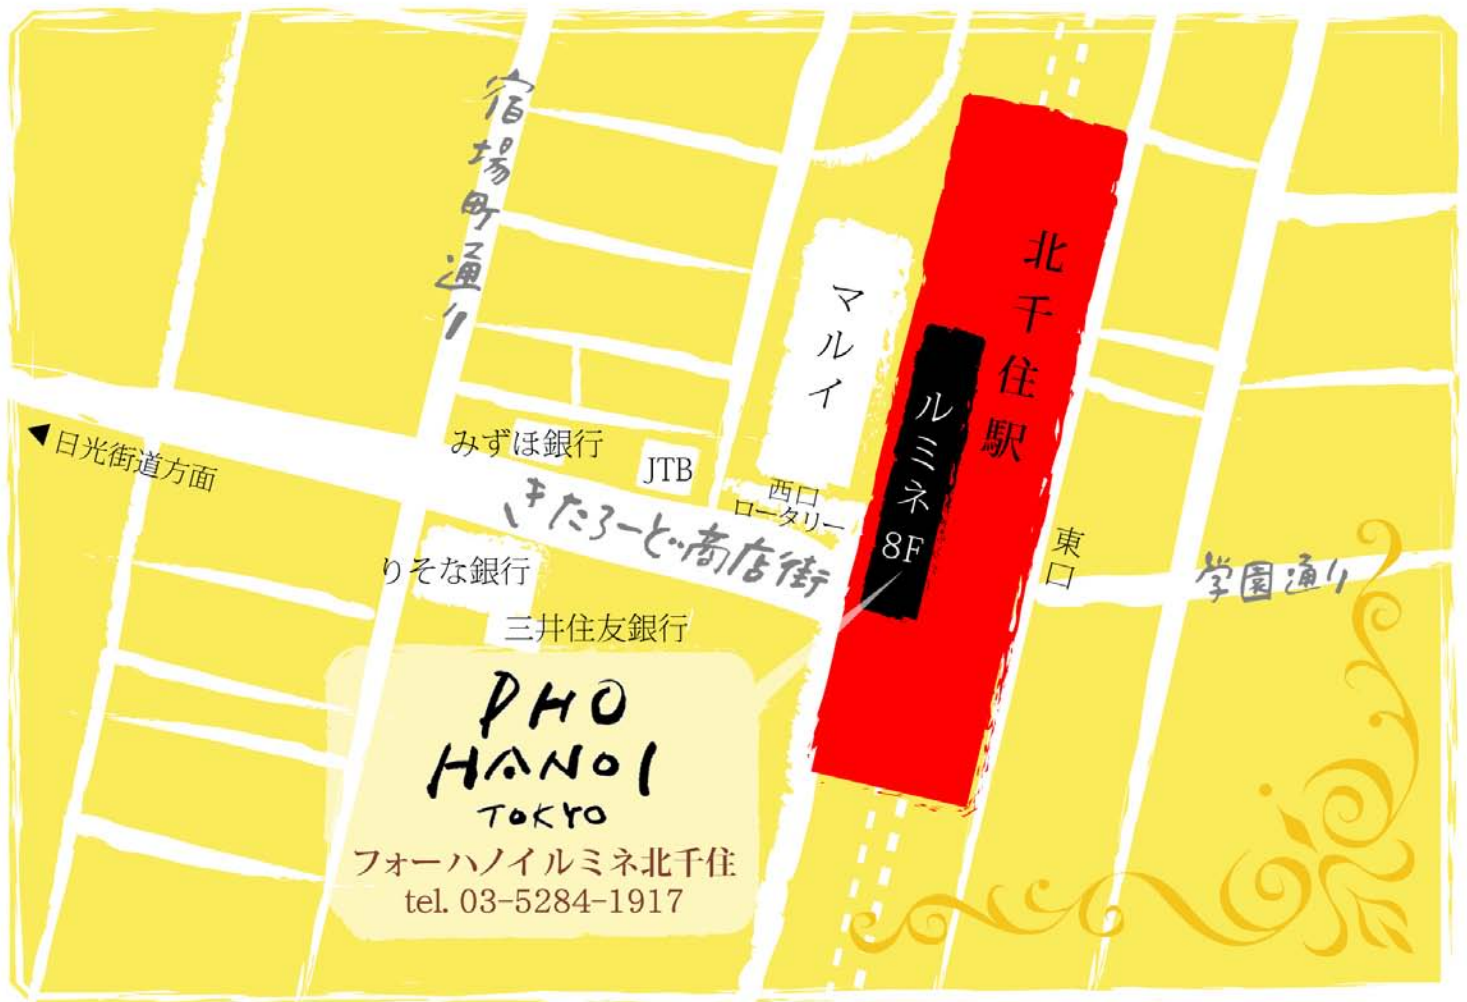 宿場町通り
北千住駅
マルイ
ルミネ 8F
日光街道方面
みずほ銀行
JTB
西口
ロータリー
きたろーど商店街
東口
学園通り
りそな銀行
三井住友銀行
PHO
HANOI
TOKYO
フォーハノイルミネ北千住
tel. 03-5284-1917